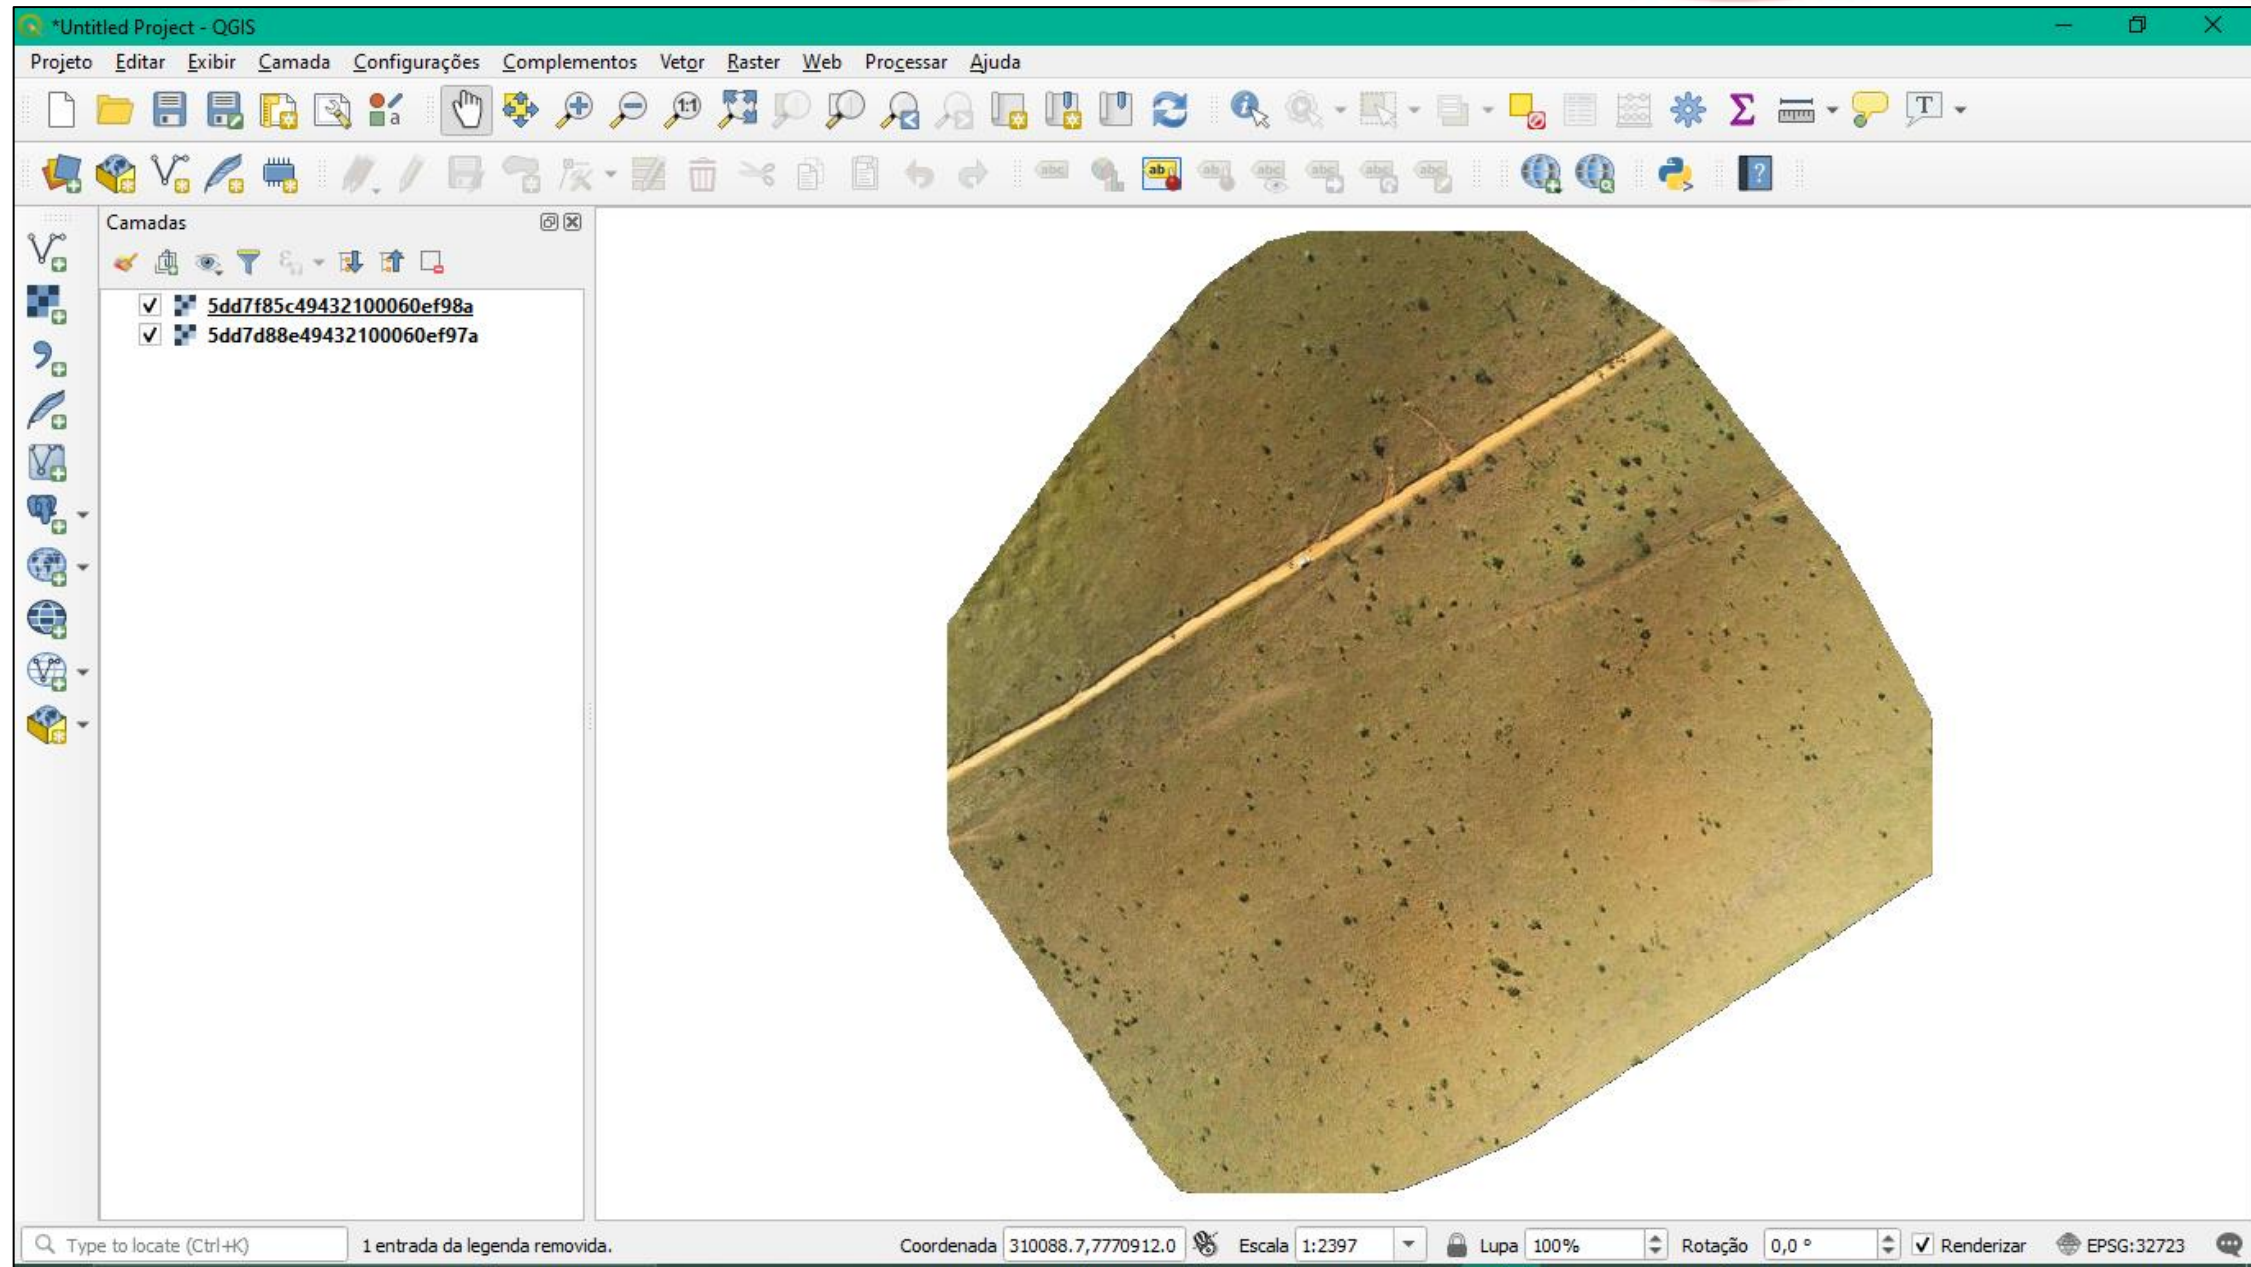 *Untitled Project - QGIS
Projeto Editar Exibir Camada Configurações Complementos Vetor Raster Web Processar Ajuda
Camadas
5dd7f85c49432100060ef98a
5dd7d88e49432100060ef97a
Type to locate (Ctrl+K) 1 entrada da legenda removida. Coordenada 310088.7,7770912.0 Escala 1:2397 Lupa 100% Rotação 0,0 ° Renderizar EPSG:32723